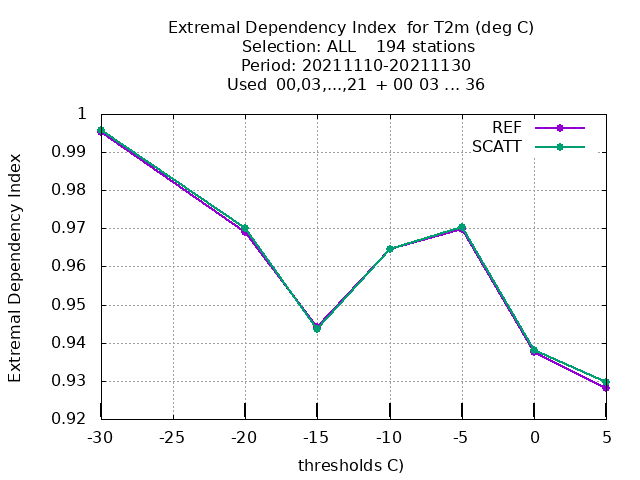 Extremal Dependency Index  for T2m (deg C)
Selection: ALL    194 stations
Period: 20211110-20211130
Used  00,03,...,21  + 00 03 ... 36
REF
SCATT
Extremal Dependency Index
1
0.99
0.98
0.97
0.96
0.95
0.94
0.93
0.92
-30 -25 -20 -15 -10 -5 0 5
thresholds C)